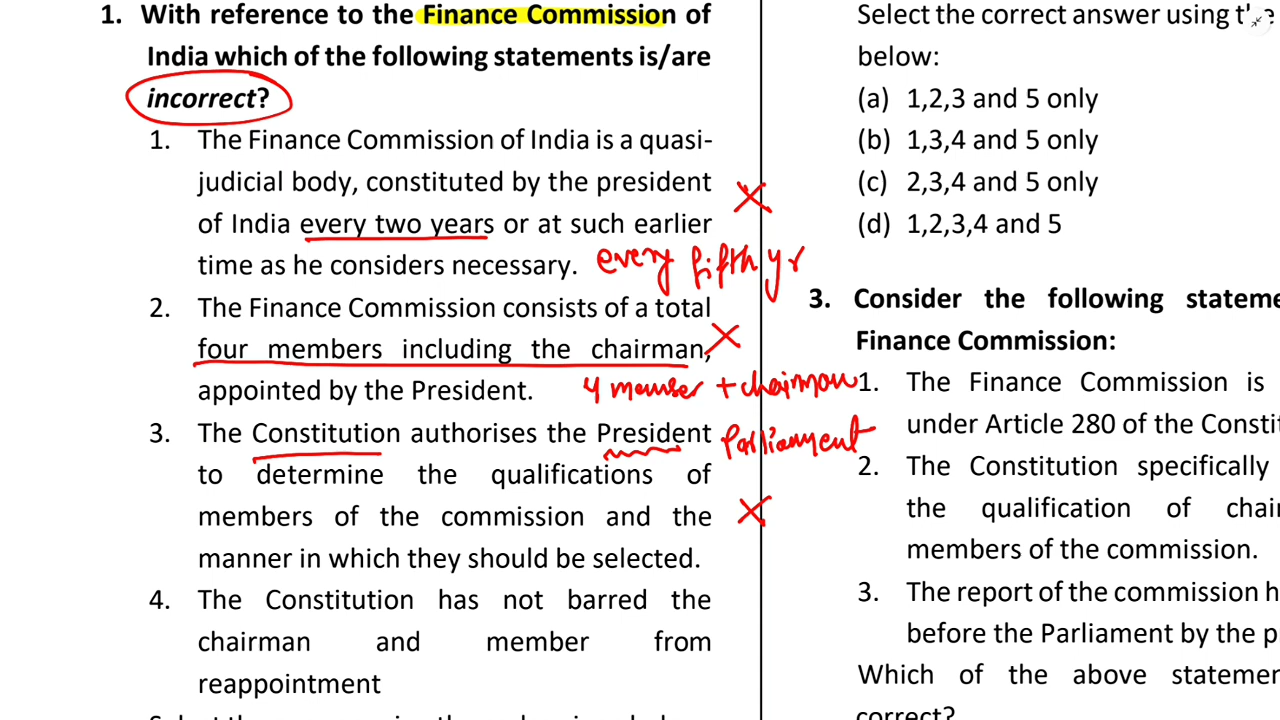 1. With reference to the Finance Commission of
India which of the following statements is/are
incorrect?
1. The Finance Commission of India is a quasi-
judicial body, constituted by the president
of India every two years or at such earlier
time as he considers necessary. every fifth yr
2. The Finance Commission consists of a total
four members including the chairman,
appointed by the President. 4 member + chairman
3. The Constitution authorises the President Parliament
to determine the qualifications of
members of the commission and the
manner in which they should be selected.
4. The Constitution has not barred the
chairman and member from
reappointment
Select the correct answer using the
below:
(a) 1,2,3 and 5 only
(b) 1,3,4 and 5 only
(c) 2,3,4 and 5 only
(d) 1,2,3,4 and 5
3. Consider the following stateme
Finance Commission:
1. The Finance Commission is
under Article 280 of the Constit
2. The Constitution specifically
the qualification of chair
members of the commission.
3. The report of the commission h
before the Parliament by the p
Which of the above statemen
correct?